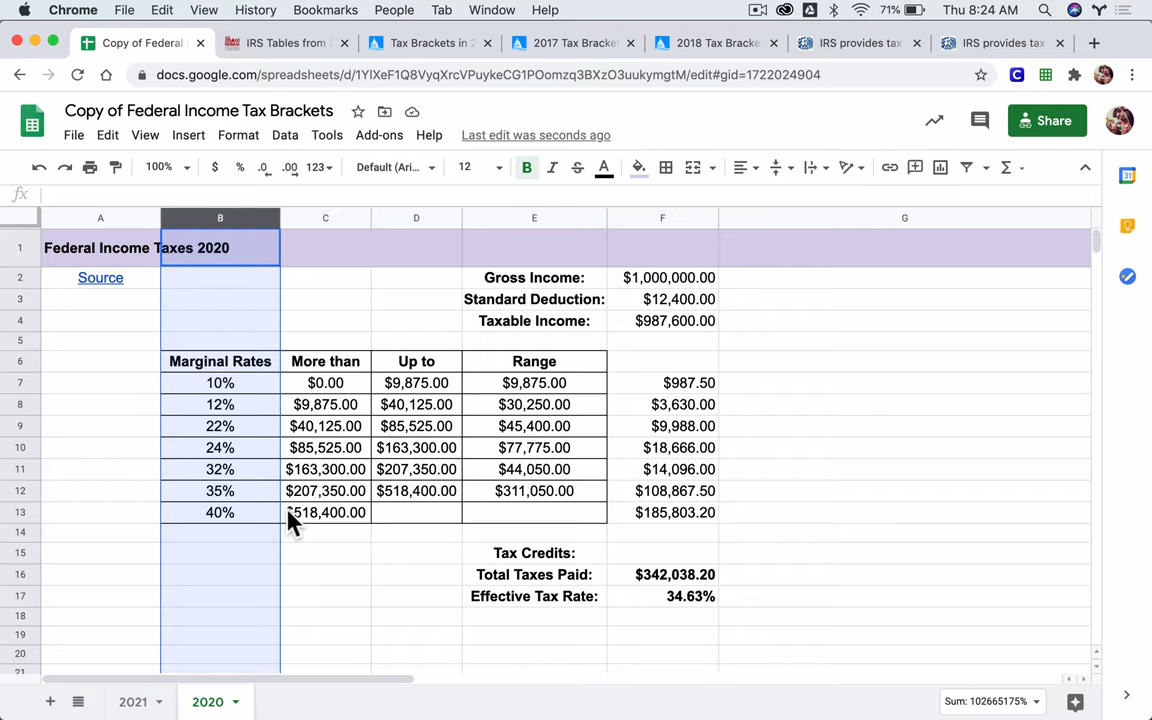 Chrome File Edit View History Bookmarks People Tab Window Help 71% Thu 8:24 AM
Copy of Federal IRS Tables from Tax Brackets in 2 2017 Tax Bracke 2018 Tax Bracke IRS provides tax IRS provides tax
docs.google.com/spreadsheets/d/1YlXeF1Q8VyqXrcVPuykeCG1POomzq3BXzO3uukymgtM/edit#gid=1722024904
Copy of Federal Income Tax Brackets
File Edit View Insert Format Data Tools Add-ons Help Last edit was seconds ago
Share
100% $ % .0 .00 123 Default (Ari... 12 B I S A
fx
A B C D E F G
1 Federal Income Taxes 2020
2 Source Gross Income: $1,000,000.00
3 Standard Deduction: $12,400.00
4 Taxable Income: $987,600.00
5
6 Marginal Rates More than Up to Range
7 10% $0.00 $9,875.00 $9,875.00 $987.50
8 12% $9,875.00 $40,125.00 $30,250.00 $3,630.00
9 22% $40,125.00 $85,525.00 $45,400.00 $9,988.00
10 24% $85,525.00 $163,300.00 $77,775.00 $18,666.00
11 32% $163,300.00 $207,350.00 $44,050.00 $14,096.00
12 35% $207,350.00 $518,400.00 $311,050.00 $108,867.50
13 40% $518,400.00 $185,803.20
14
15 Tax Credits:
16 Total Taxes Paid: $342,038.20
17 Effective Tax Rate: 34.63%
18
19
20
21
2021 2020 Sum: 102665175%